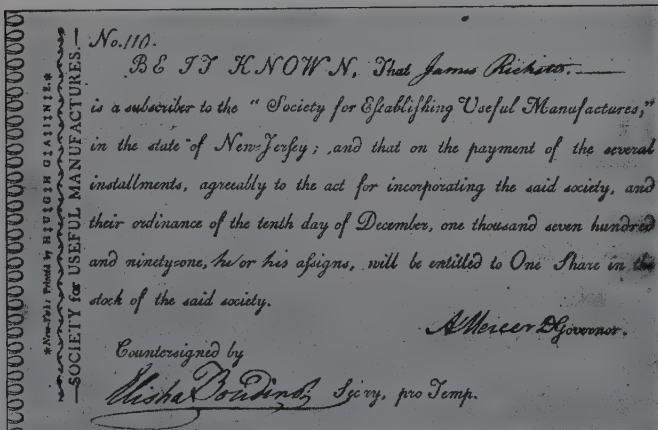 No. 110.
BE IT KNOWN, That James Ricketts.
is a subscriber to the "Society for Eſtabliſhing Useful Manufactures,"
in the state of New-Jerſey; and that on the payment of the several
installments, agreeably to the act for incorporating the said society, and
their ordinance of the tenth day of December, one thousand seven hundred
and ninety-one, he or his aſsigns, will be entitled to One Share in the
stock of the said society.
A Mercer D Governor.
Countersigned by
Elisha Boudinot Secry, pro Temp.
SOCIETY for USEFUL MANUFACTURES.
*New-York: Printed by